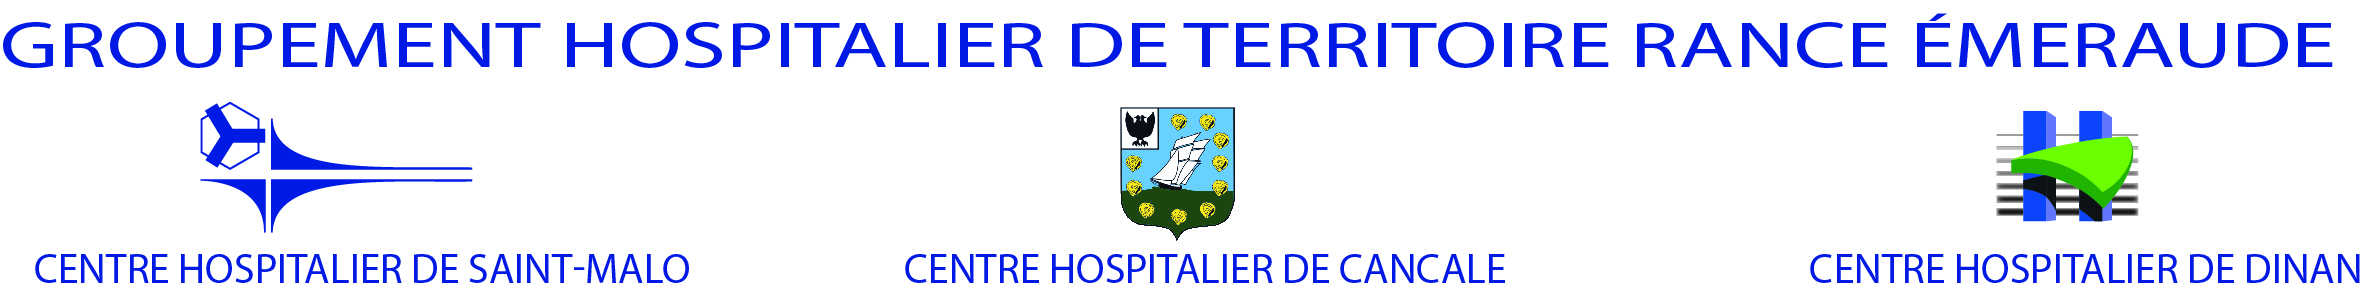 GROUPEMENT HOSPITALIER DE TERRITOIRE RANCE ÉMERAUDE
CENTRE HOSPITALIER DE SAINT-MALO
CENTRE HOSPITALIER DE CANCALE
CENTRE HOSPITALIER DE DINAN